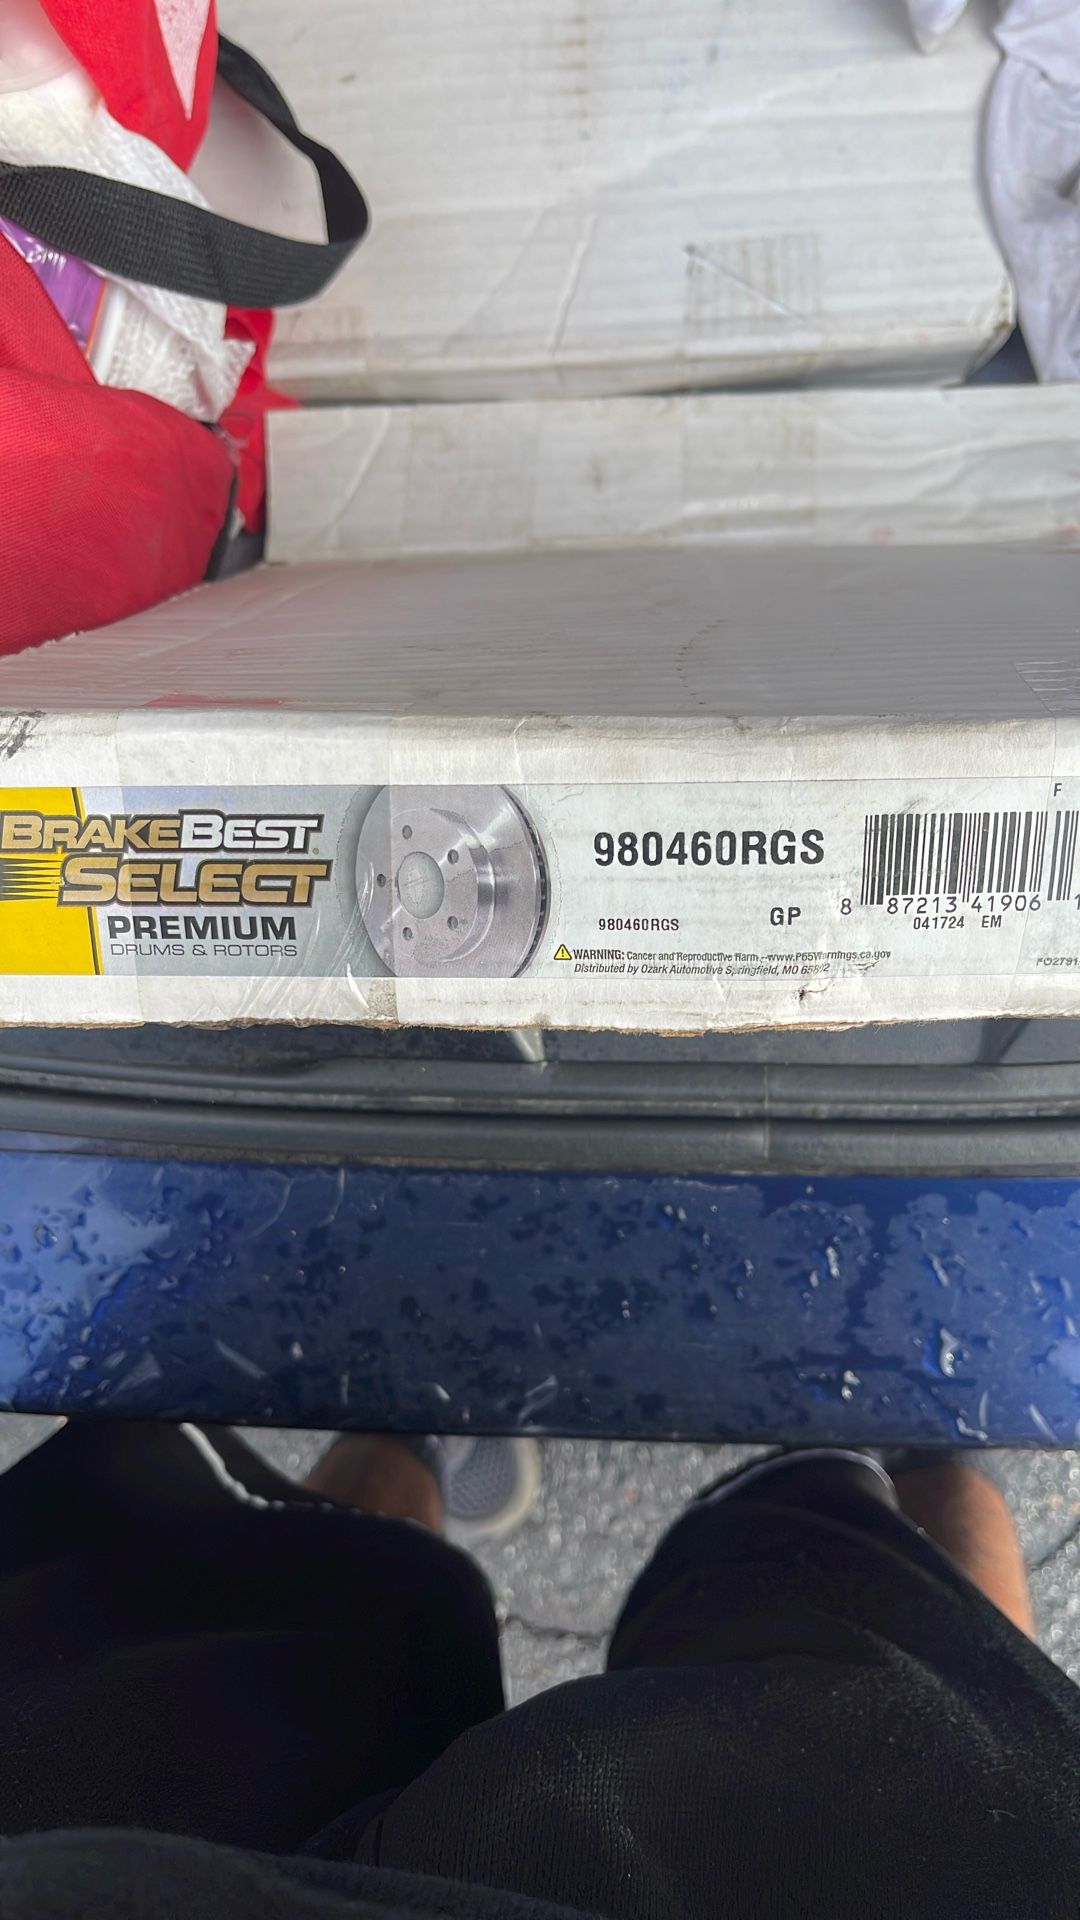 BRAKEBEST
SELECT
PREMIUM
DRUMS & ROTORS
980460RGS
980460RGS
GP
F
8 87213 41906 1
041724 EM
WARNING: Cancer and Reproductive Harm - www.P65Warnings.ca.gov
Distributed by Ozark Automotive Springfield, MO